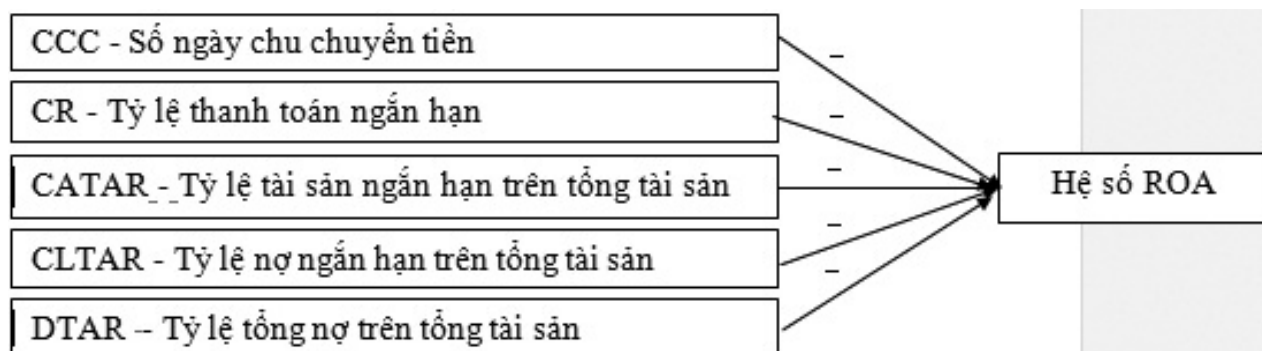 CCC - Số ngày chu chuyển tiền
–
CR - Tỷ lệ thanh toán ngắn hạn
–
CATAR - Tỷ lệ tài sản ngắn hạn trên tổng tài sản
–
Hệ số ROA
CLTAR - Tỷ lệ nợ ngắn hạn trên tổng tài sản
–
DTAR – Tỷ lệ tổng nợ trên tổng tài sản
–